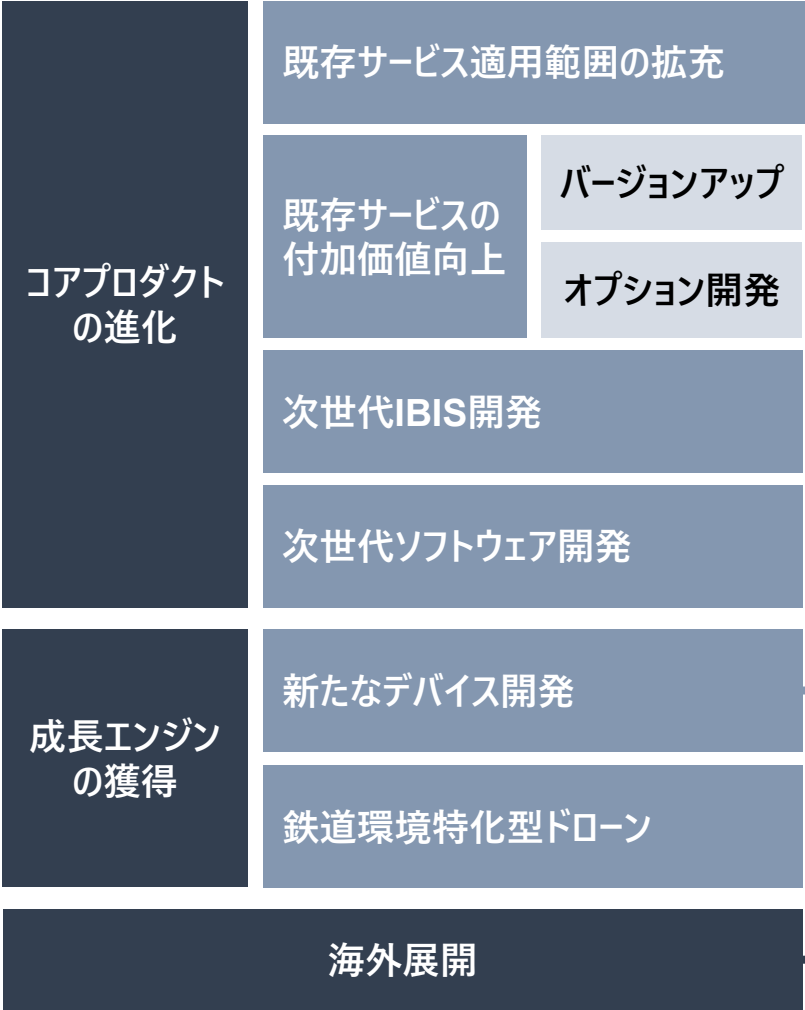 コアプロダクト
の進化
既存サービス適用範囲の拡充
既存サービスの
付加価値向上
バージョンアップ
オプション開発
次世代IBIS開発
次世代ソフトウェア開発
成長エンジン
の獲得
新たなデバイス開発
鉄道環境特化型ドローン
海外展開